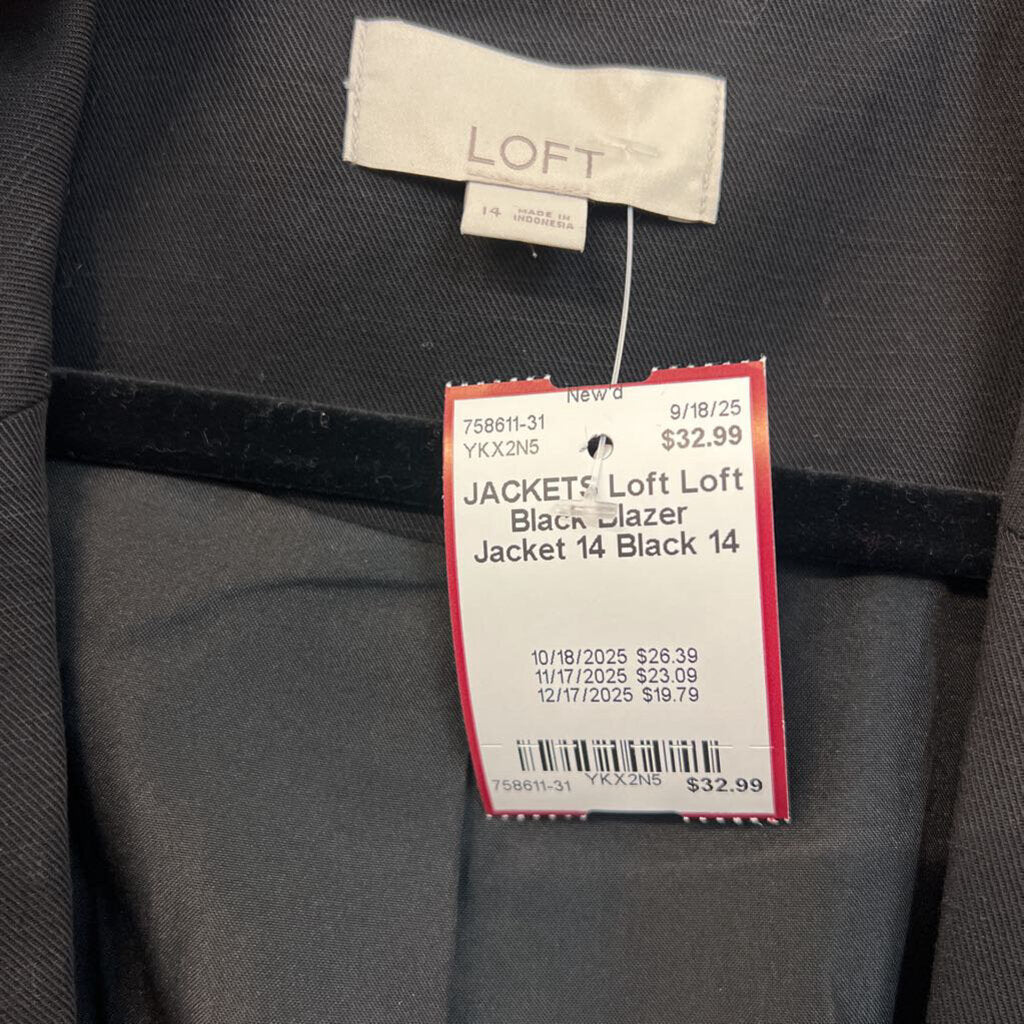 LOFT
14 MADE IN INDONESIA
New'd
758611-31 9/18/25
YKX2N5 $32.99
JACKETS Loft Loft
Black Blazer
Jacket 14 Black 14
10/18/2025 $26.39
11/17/2025 $23.09
12/17/2025 $19.79
758611-31 YKX2N5 $32.99